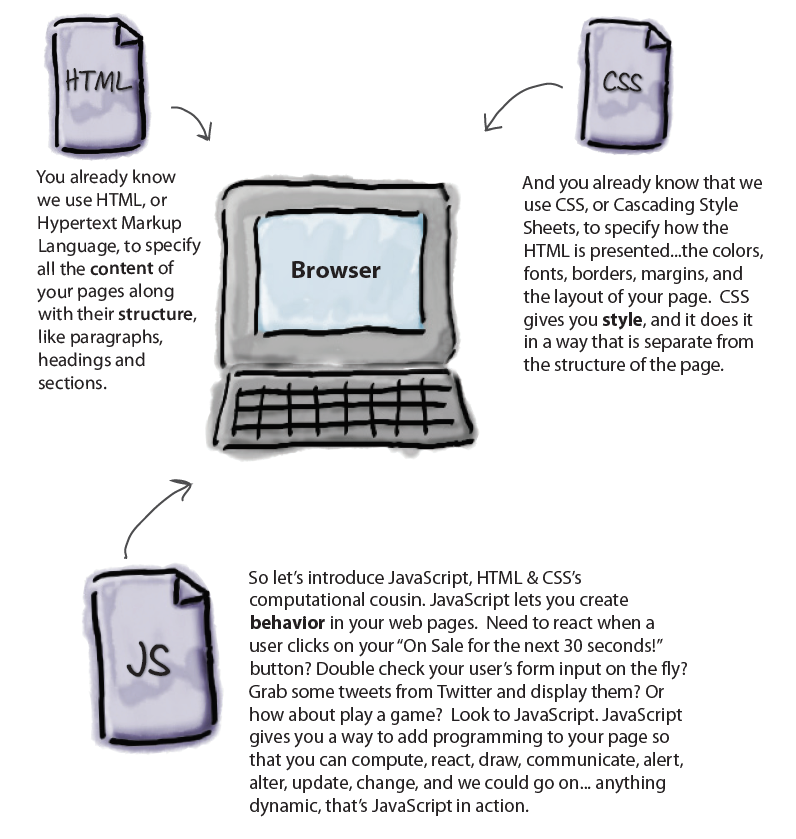 HTML
CSS
You already know
we use HTML, or
Hypertext Markup
Language, to specify
all the content of
your pages along
with their structure,
like paragraphs,
headings and
sections.
Browser
And you already know that we
use CSS, or Cascading Style
Sheets, to specify how the
HTML is presented...the colors,
fonts, borders, margins, and
the layout of your page.  CSS
gives you style, and it does it
in a way that is separate from
the structure of the page.
JS
So let’s introduce JavaScript, HTML & CSS’s
computational cousin. JavaScript lets you create
behavior in your web pages.  Need to react when a
user clicks on your “On Sale for the next 30 seconds!”
button? Double check your user’s form input on the fly?
Grab some tweets from Twitter and display them? Or
how about play a game?  Look to JavaScript. JavaScript
gives you a way to add programming to your page so
that you can compute, react, draw, communicate, alert,
alter, update, change, and we could go on... anything
dynamic, that’s JavaScript in action.